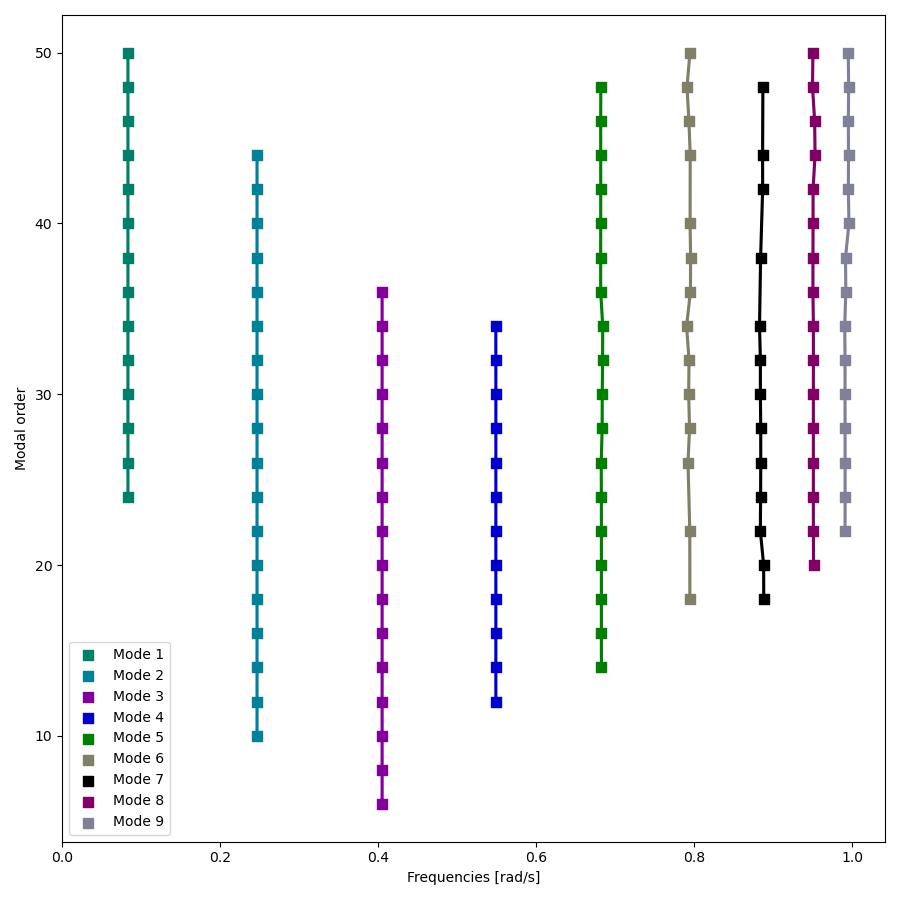 50
40
30
20
10
Modal order
Mode 1
Mode 2
Mode 3
Mode 4
Mode 5
Mode 6
Mode 7
Mode 8
Mode 9
0.0 0.2 0.4 0.6 0.8 1.0
Frequencies [rad/s]